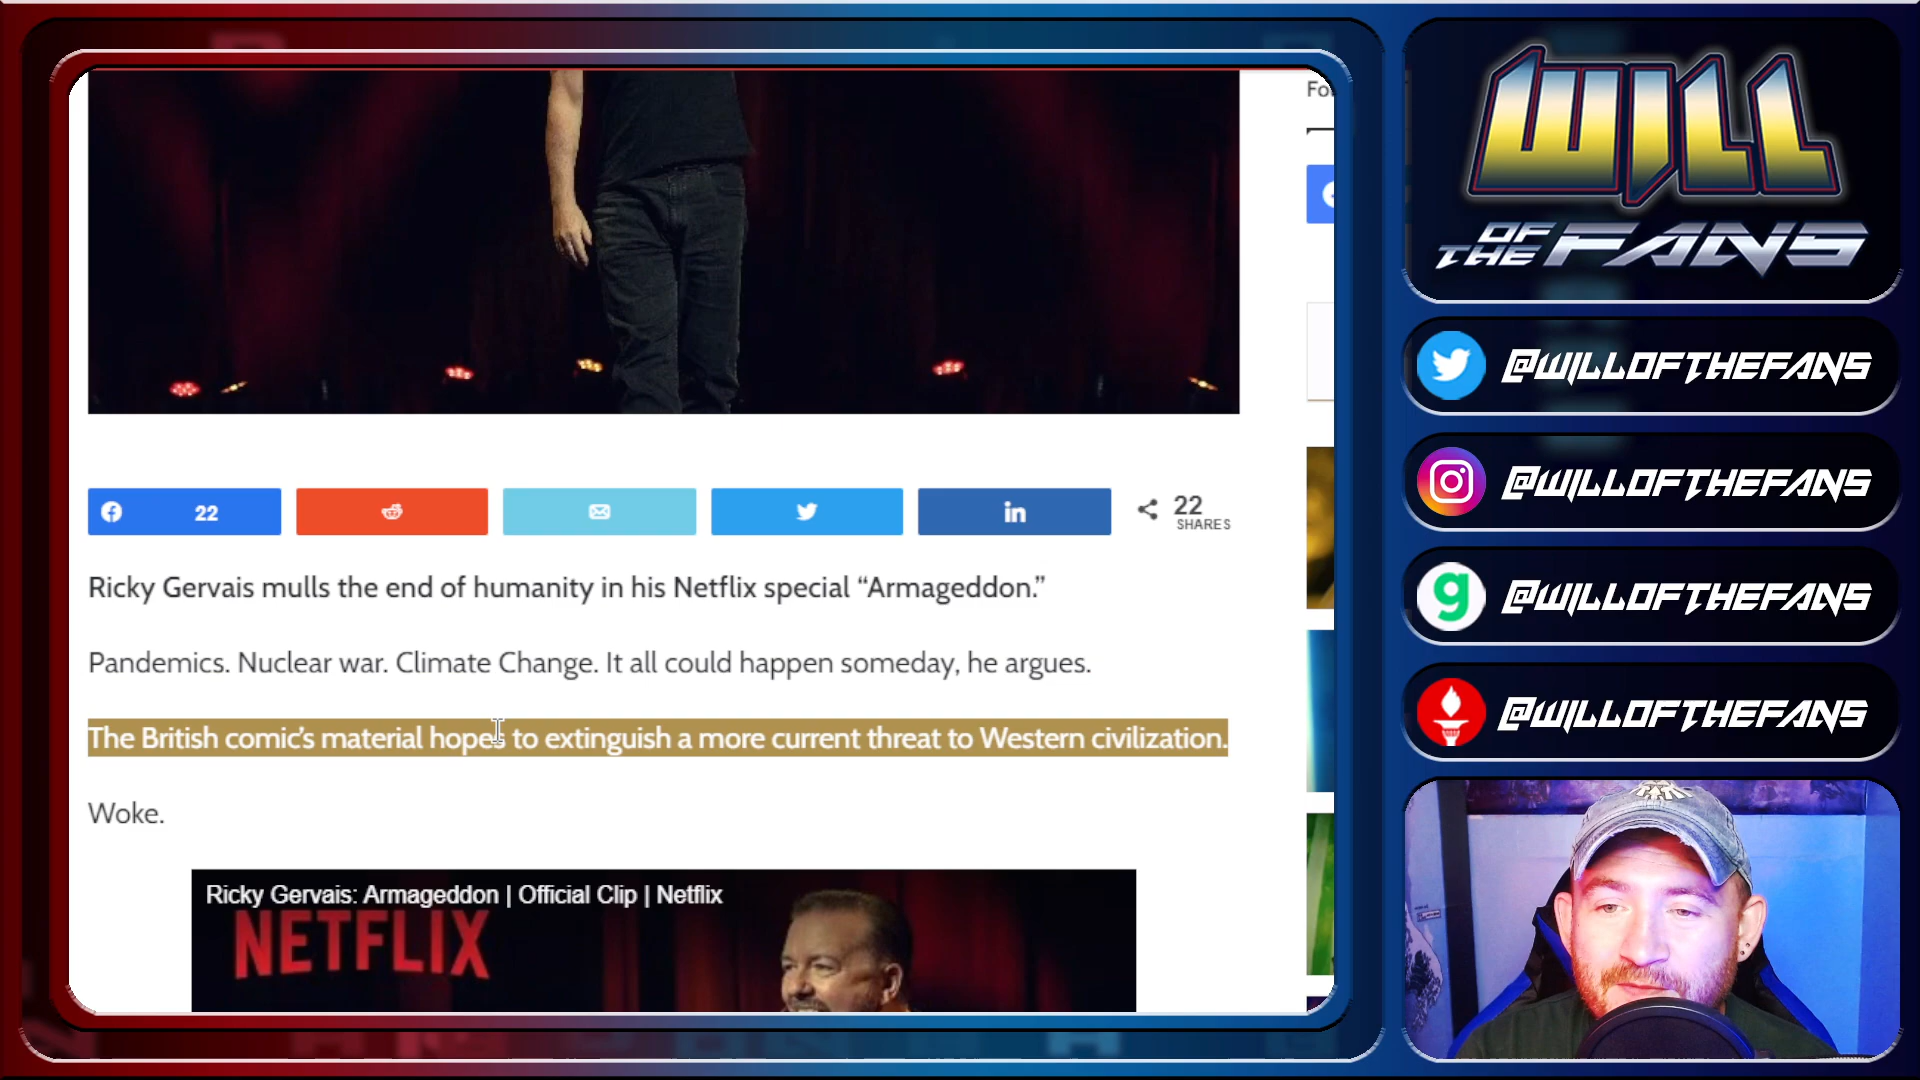 Fo
22
22
SHARES
Ricky Gervais mulls the end of humanity in his Netflix special “Armageddon.”
Pandemics. Nuclear war. Climate Change. It all could happen someday, he argues.
The British comic’s material hopes to extinguish a more current threat to Western civilization.
Woke.
Ricky Gervais: Armageddon | Official Clip | Netflix
NETFLIX
WILL
OF
THE FANS
@WILLOFTHEFANS
@WILLOFTHEFANS
@WILLOFTHEFANS
@WILLOFTHEFANS